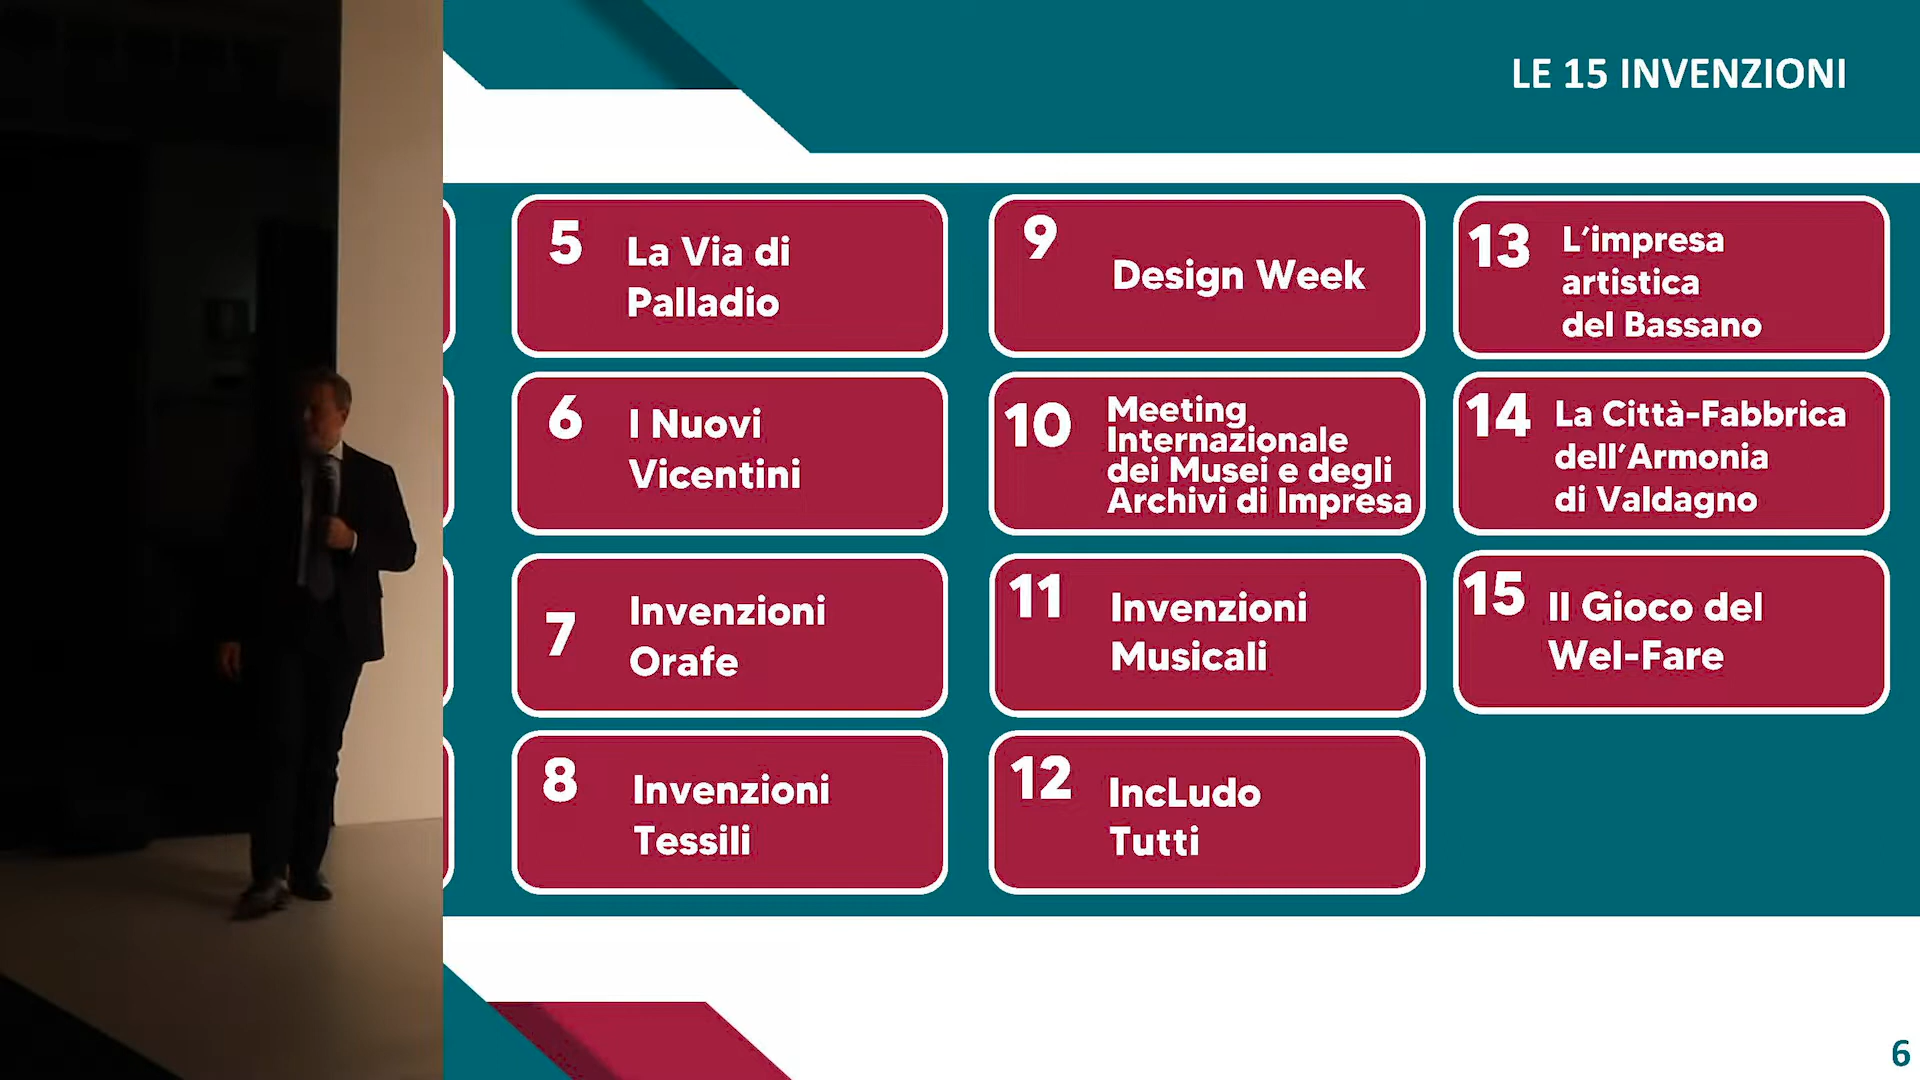 LE 15 INVENZIONI
5
La Via di
Palladio
6
I Nuovi
Vicentini
7
Invenzioni
Orafe
8
Invenzioni
Tessili
9
Design Week
10
Meeting
Internazionale
dei Musei e degli
Archivi di Impresa
11
Invenzioni
Musicali
12
IncLudo
Tutti
13
L'impresa
artistica
del Bassano
14
La Città-Fabbrica
dell'Armonia
di Valdagno
15
Il Gioco del
Wel-Fare
6